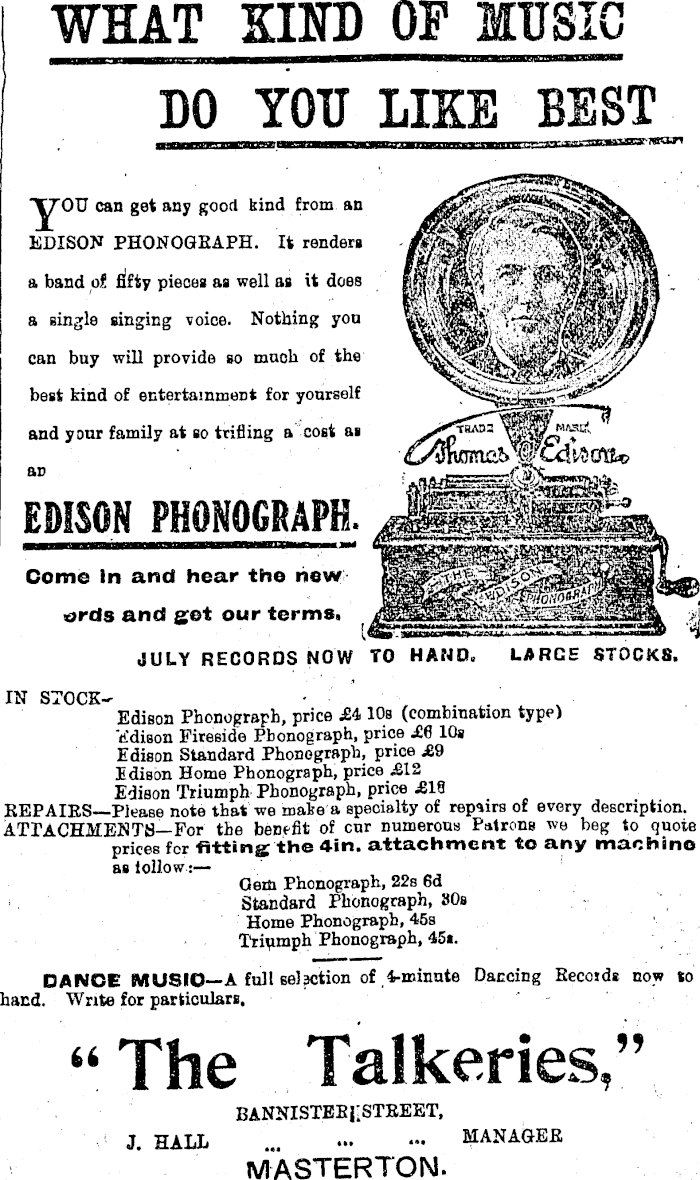 WHAT KIND OF MUSIC
DO YOU LIKE BEST
YOU can get any good kind from an
EDISON PHONOGRAPH. It renders
a band of fifty pieces as well as it does
a single singing voice. Nothing you
can buy will provide so much of the
best kind of entertainment for yourself
and your family at so trifling a cost as
an
EDISON PHONOGRAPH.
Come in and hear the new
ords and get our terms.
TRADE MARK
Thomas Edison
THE
EDISON
PHONOGRAPH
JULY RECORDS NOW TO HAND. LARGE STOCKS.
IN STOCK—
Edison Phonograph, price £4 10s (combination type)
Edison Fireside Phonograph, price £6 10s
Edison Standard Phonograph, price £9
Edison Home Phonograph, price £12
Edison Triumph Phonograph, price
REPAIRS—Please note that we make a specialty of repairs of every description.
ATTACHMENTS—For the benefit of our numerous Patrons we beg to quote
prices for fitting the 4in. attachment to any machine
as follow:—
Gem Phonograph, 22s 6d
Standard Phonograph, 30s
Home Phonograph, 45s
Triumph Phonograph, 45s.
DANCE MUSIC—A full selection of 4-minute Dancing Records now to
hand. Write for particulars.
"The Talkeries,"
BANNISTER STREET,
J. HALL ... ... ... MANAGER
MASTERTON.